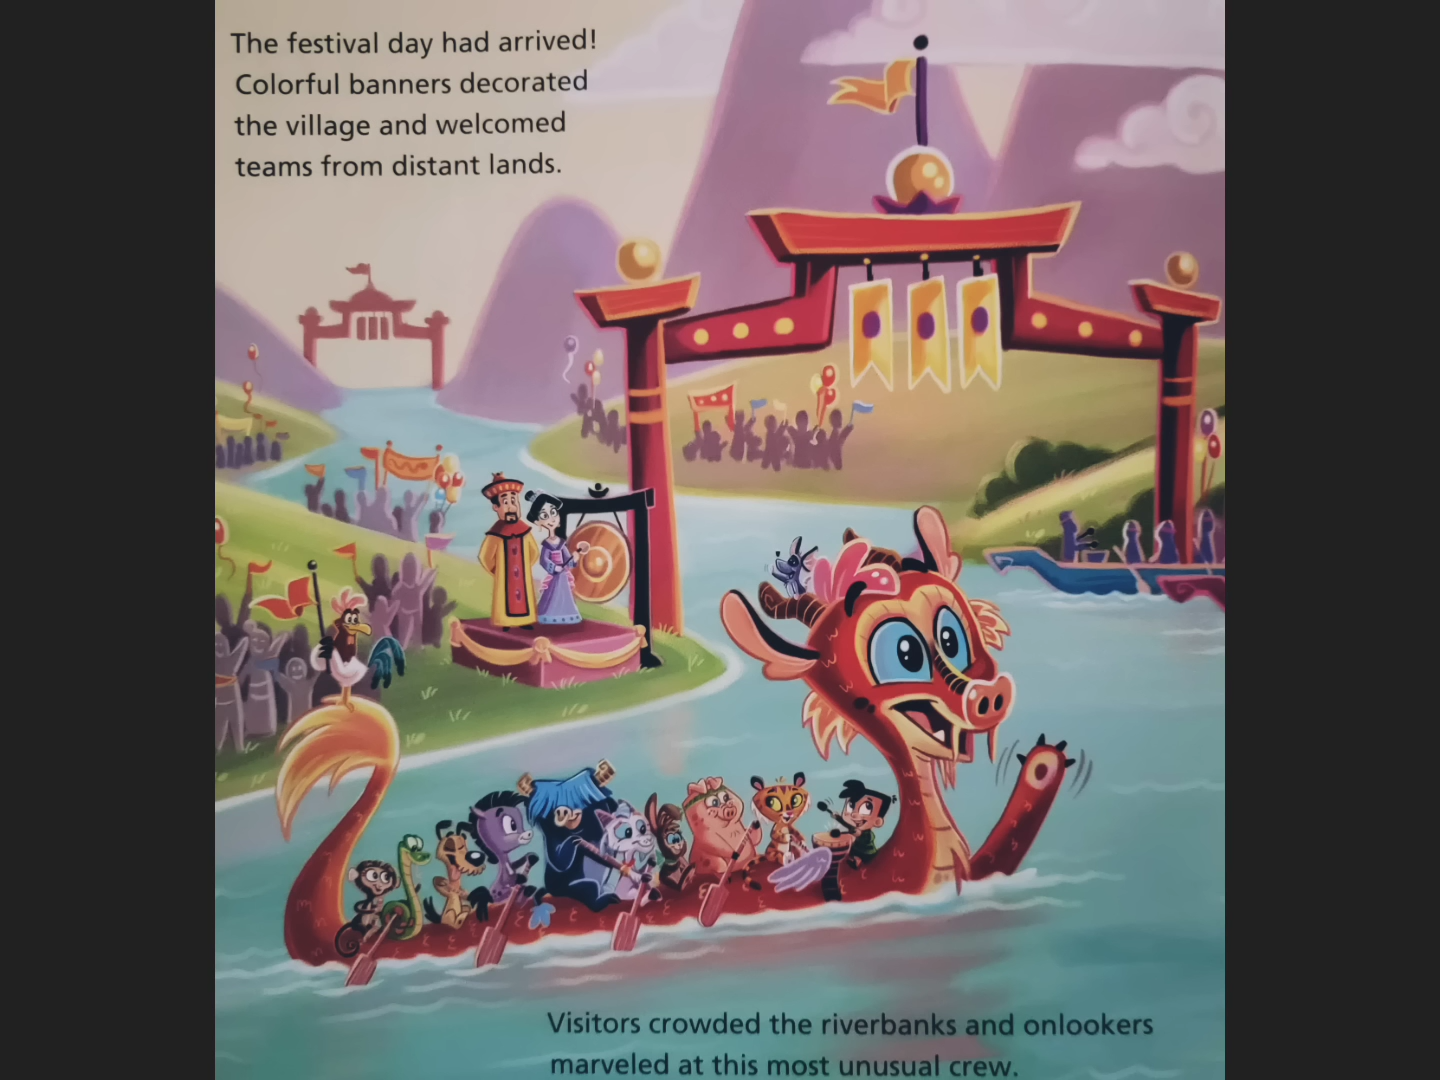 The festival day had arrived!
Colorful banners decorated
the village and welcomed
teams from distant lands.
Visitors crowded the riverbanks and onlookers
marveled at this most unusual crew.